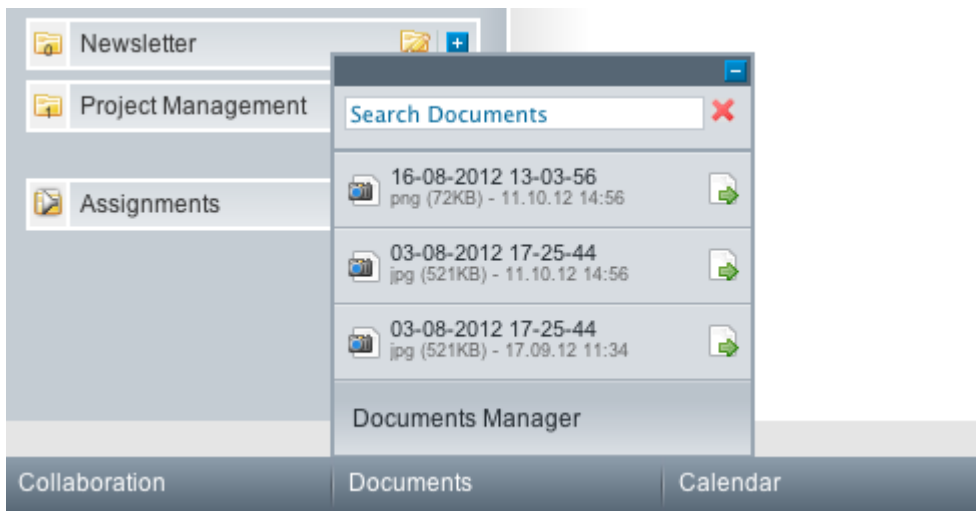 Newsletter
Project Management
Assignments
Search Documents
16-08-2012 13-03-56
png (72KB) - 11.10.12 14:56
03-08-2012 17-25-44
jpg (521KB) - 11.10.12 14:56
03-08-2012 17-25-44
jpg (521KB) - 17.09.12 11:34
Documents Manager
Collaboration
Documents
Calendar